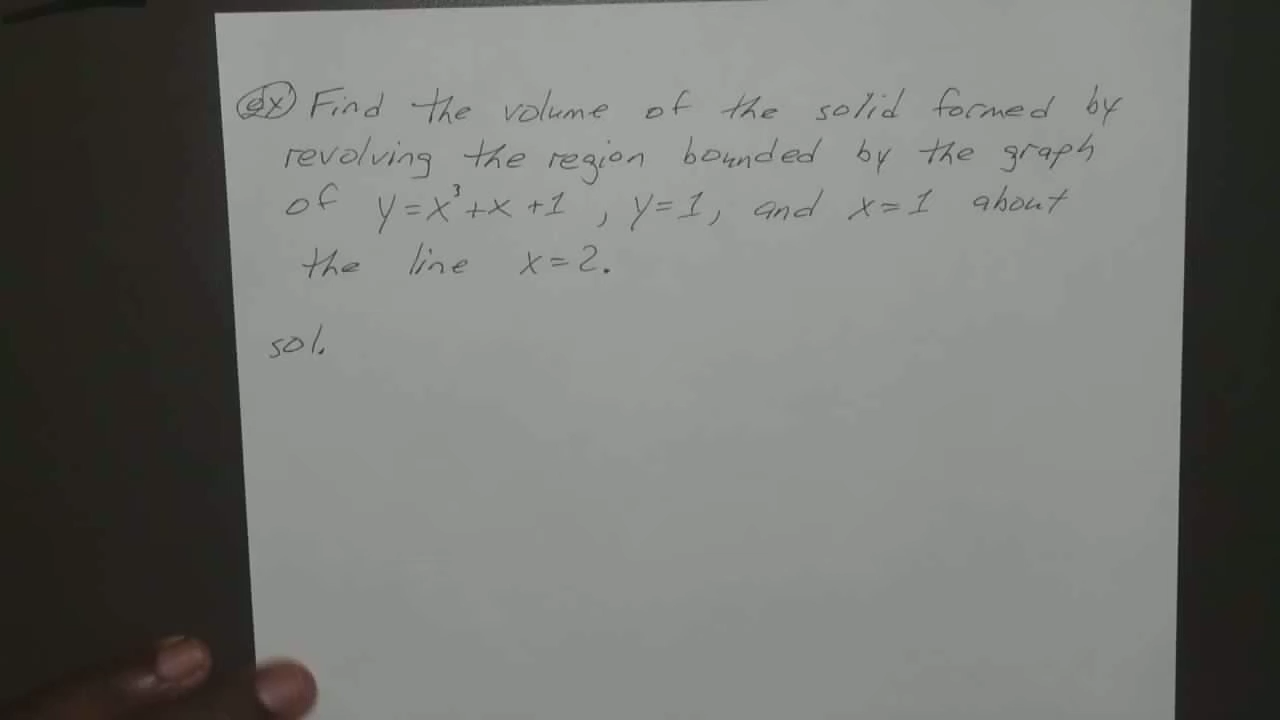 ex Find the volume of the solid formed by
revolving the region bounded by the graph
of y=x³+x+1, y=1, and x=1 about
the line x=2.
sol.